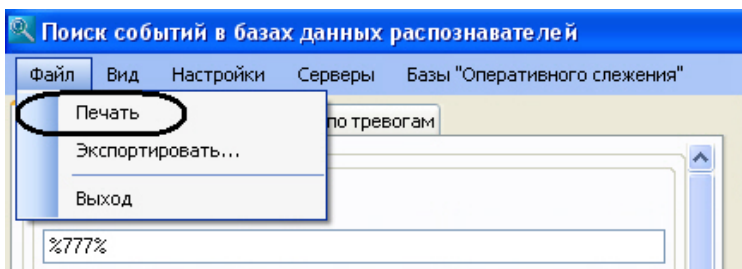 Поиск событий в базах данных распознавателей
Файл Вид Настройки Серверы Базы "Оперативного слежения"
Печать
по тревогам
Экспортировать...
Выход
%777%